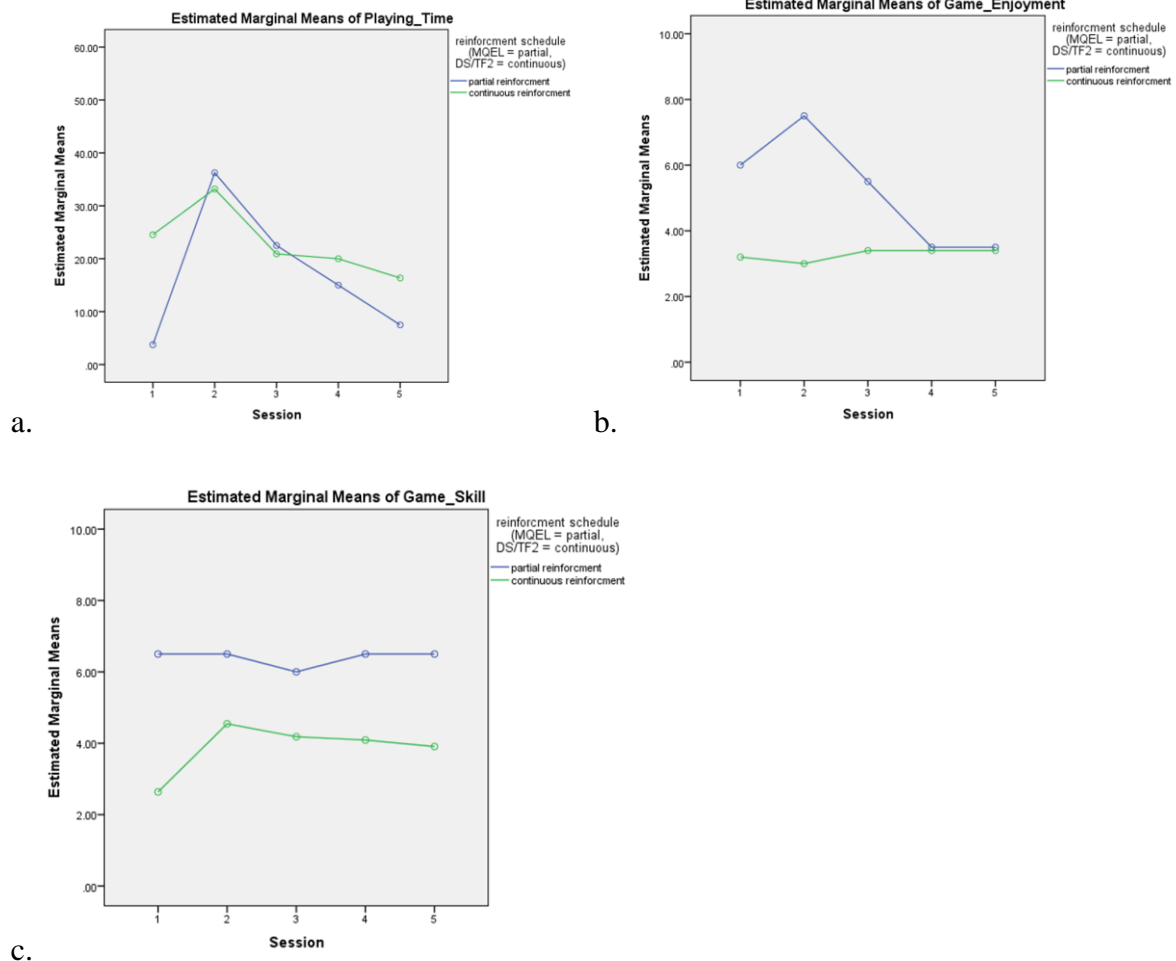 Estimated Marginal Means of Playing_Time
reinforcment schedule
(MQEL = partial,
DS/TF2 = continuous)
partial reinforcment
continuous reinforcment
Estimated Marginal Means
60.00
50.00
40.00
30.00
20.00
10.00
.00
1 2 3 4 5
Session
a.
Estimated Marginal Means of Game_Enjoyment
reinforcment schedule
(MQEL = partial,
DS/TF2 = continuous)
partial reinforcment
continuous reinforcment
Estimated Marginal Means
10.00
8.00
6.00
4.00
2.00
.00
1 2 3 4 5
Session
b.
Estimated Marginal Means of Game_Skill
reinforcment schedule
(MQEL = partial,
DS/TF2 = continuous)
partial reinforcment
continuous reinforcment
Estimated Marginal Means
10.00
8.00
6.00
4.00
2.00
.00
1 2 3 4 5
Session
c.